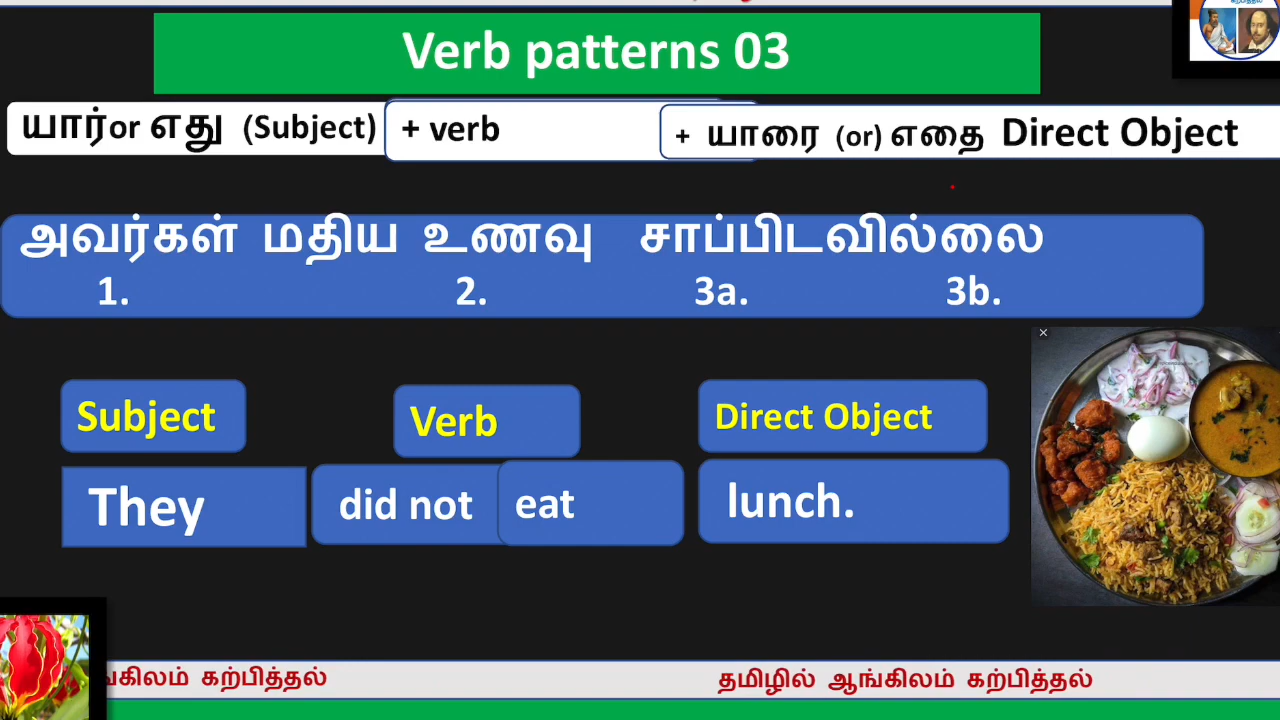 Verb patterns 03
யார் or எது (Subject) + verb + யாரை (or) எதை Direct Object
அவர்கள் மதிய உணவு சாப்பிடவில்லை
1. 2. 3a. 3b.
Subject Verb Direct Object
They did not eat lunch.
கிலம் கற்பித்தல் தமிழில் ஆங்கிலம் கற்பித்தல்